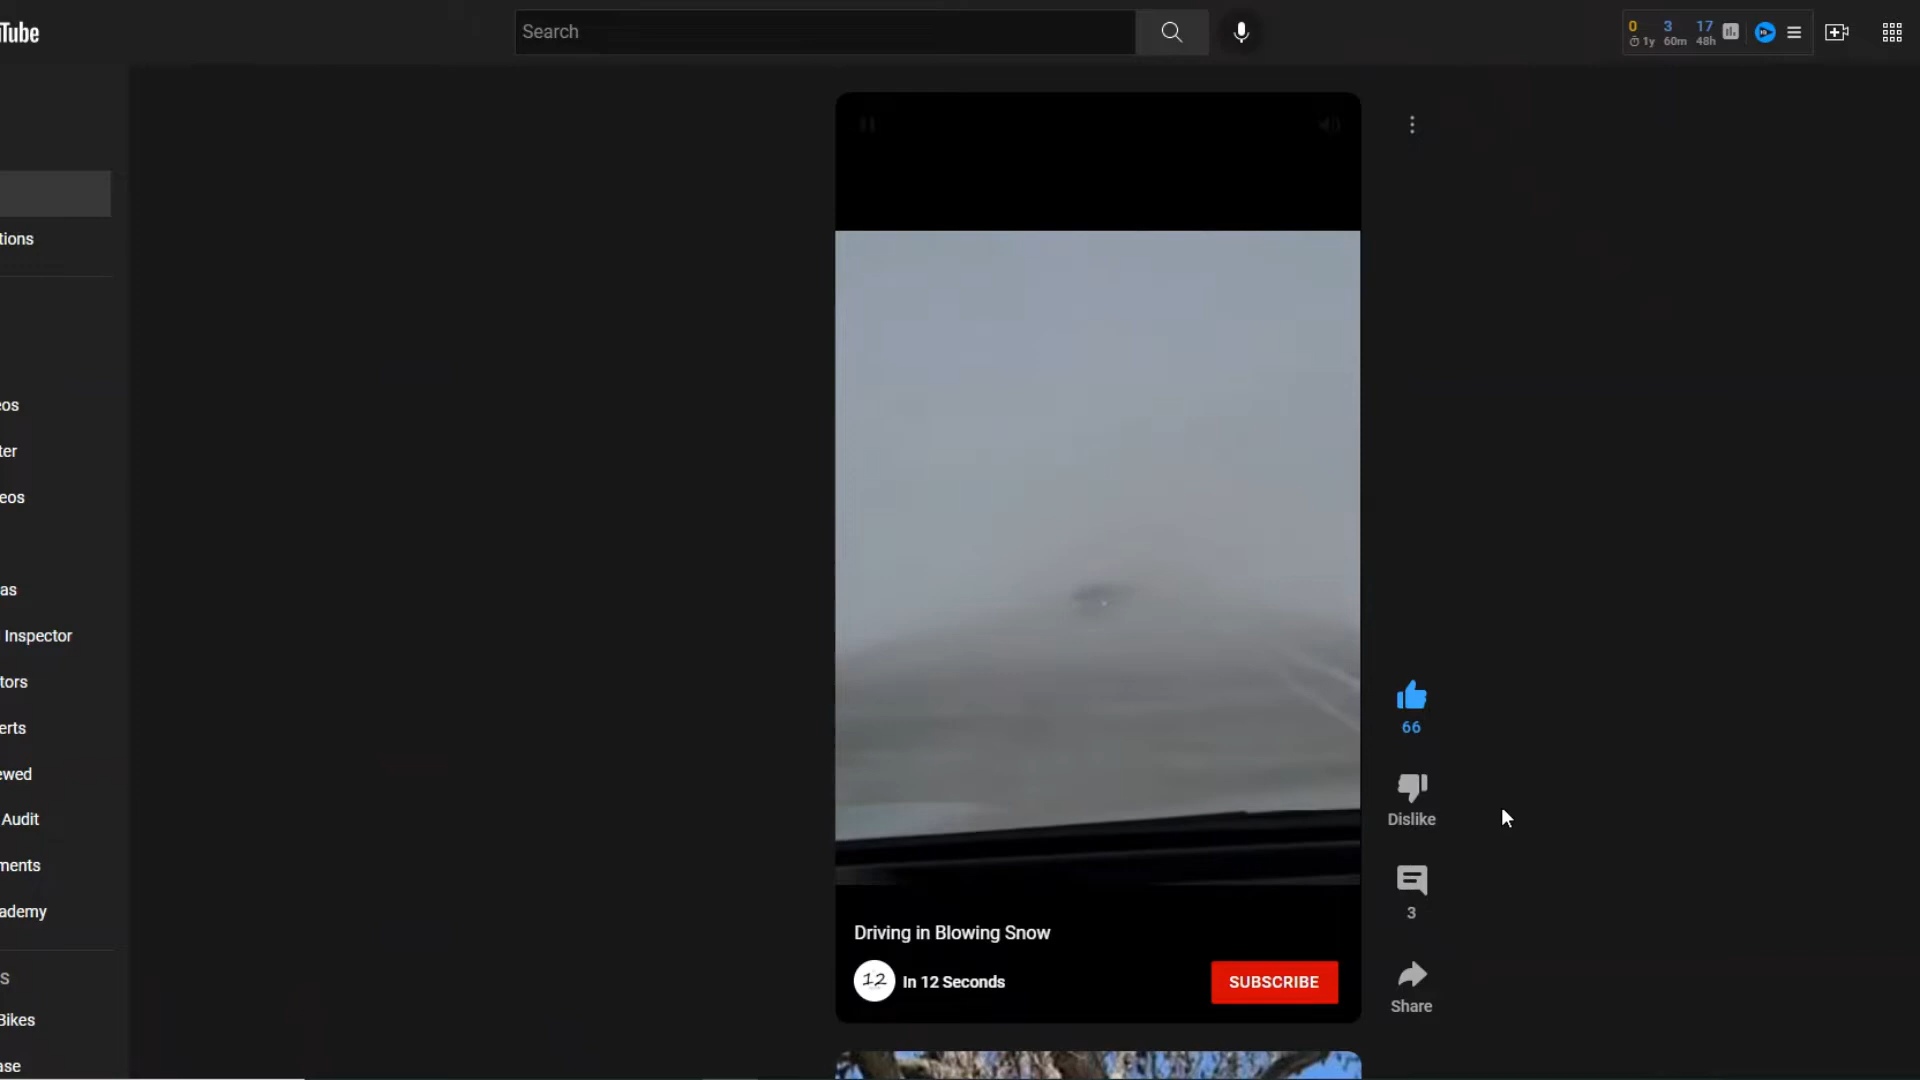 Tube
Search
0 3 17
1y 60m 48h
tions
eos
ter
eos
as
Inspector
tors
erts
ewed
Audit
ments
ademy
S
Bikes
ase
66
Dislike
3
Share
Driving in Blowing Snow
12
In 12 Seconds
SUBSCRIBE